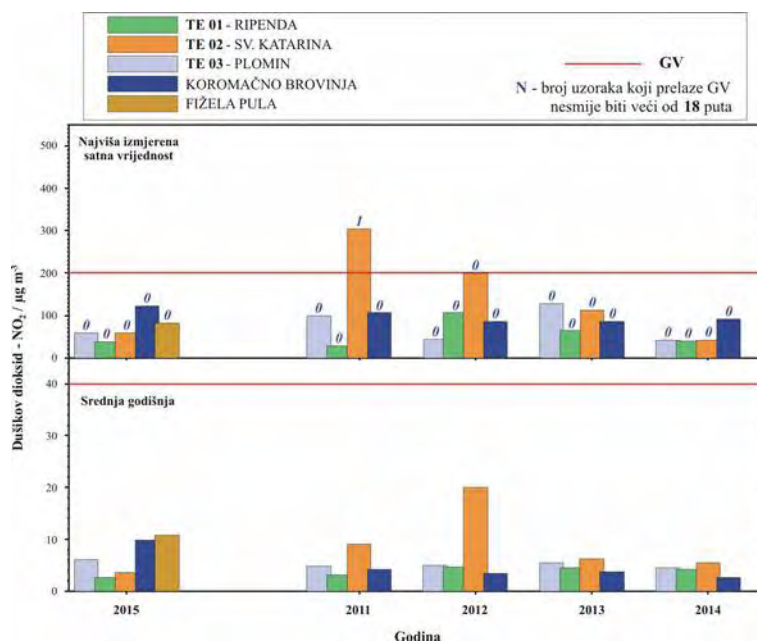 TE 01 - RIPENDA
TE 02 - SV. KATARINA
TE 03 - PLOMIN
KOROMAČNO BROVINJA
FIŽELA PULA
GV
N - broj uzoraka koji prelaze GV
nesmije biti veći od 18 puta
Dušikov dioksid - NO₂ / µg m⁻³
Najviša izmjerena
satna vrijednost
500
400
300
200
100
0
0 0 0 0 0
0 0 1 0
0 0 0 0
0 0 0 0
0 0 0 0
Srednja godišnja
40
30
20
10
0
2015 2011 2012 2013 2014
Godina